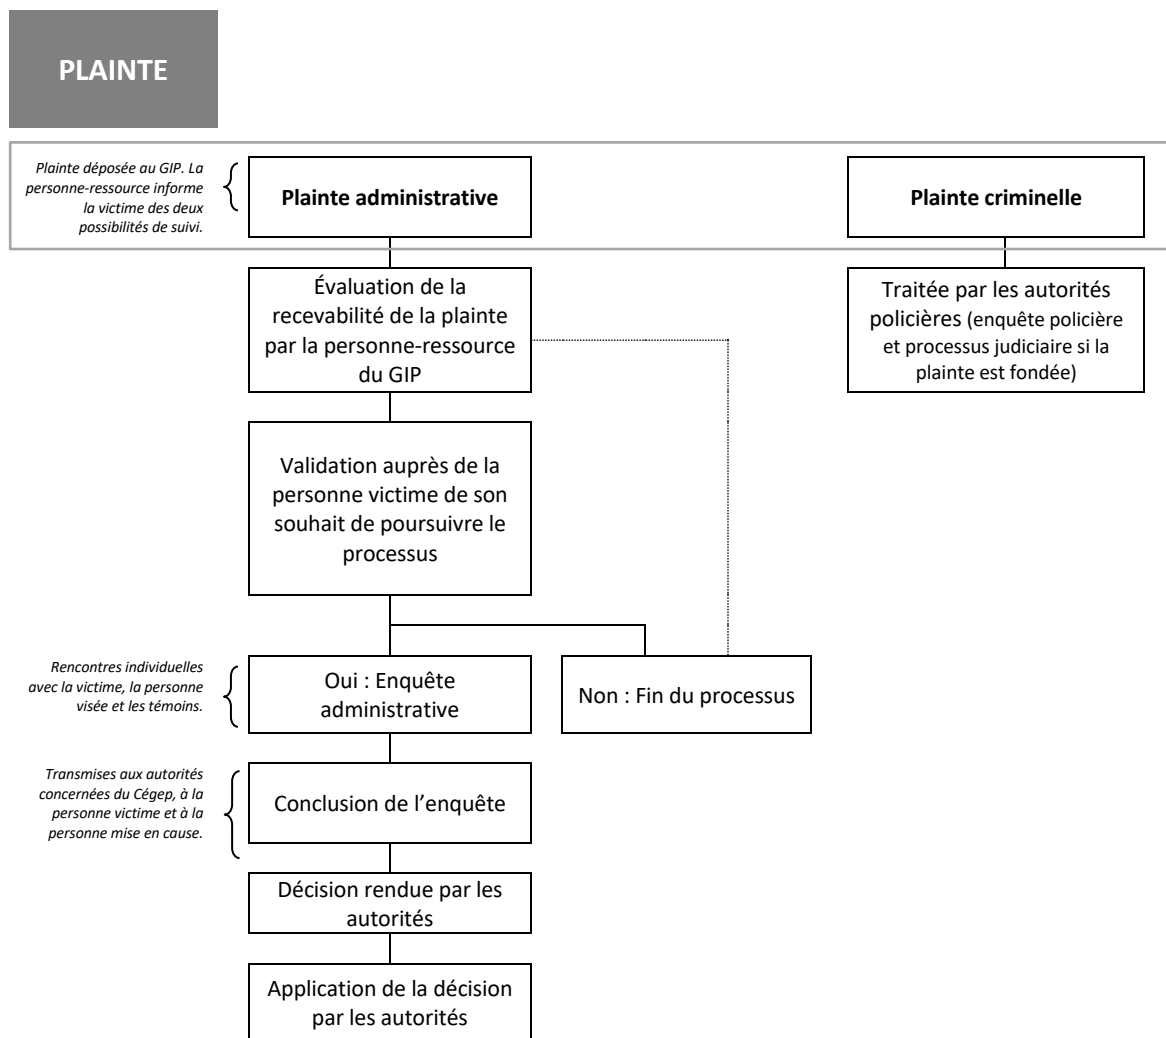 PLAINTE
Plainte déposée au GIP. La
personne-ressource informe
la victime des deux
possibilités de suivi.
Plainte administrative
Plainte criminelle
Évaluation de la
recevabilité de la plainte
par la personne-ressource
du GIP
Traitée par les autorités
policières (enquête policière
et processus judiciaire si la
plainte est fondée)
Validation auprès de la
personne victime de son
souhait de poursuivre le
processus
Rencontres individuelles
avec la victime, la personne
visée et les témoins.
Oui : Enquête
administrative
Non : Fin du processus
Transmises aux autorités
concernées du Cégep, à la
personne victime et à la
personne mise en cause.
Conclusion de l’enquête
Décision rendue par les
autorités
Application de la décision
par les autorités